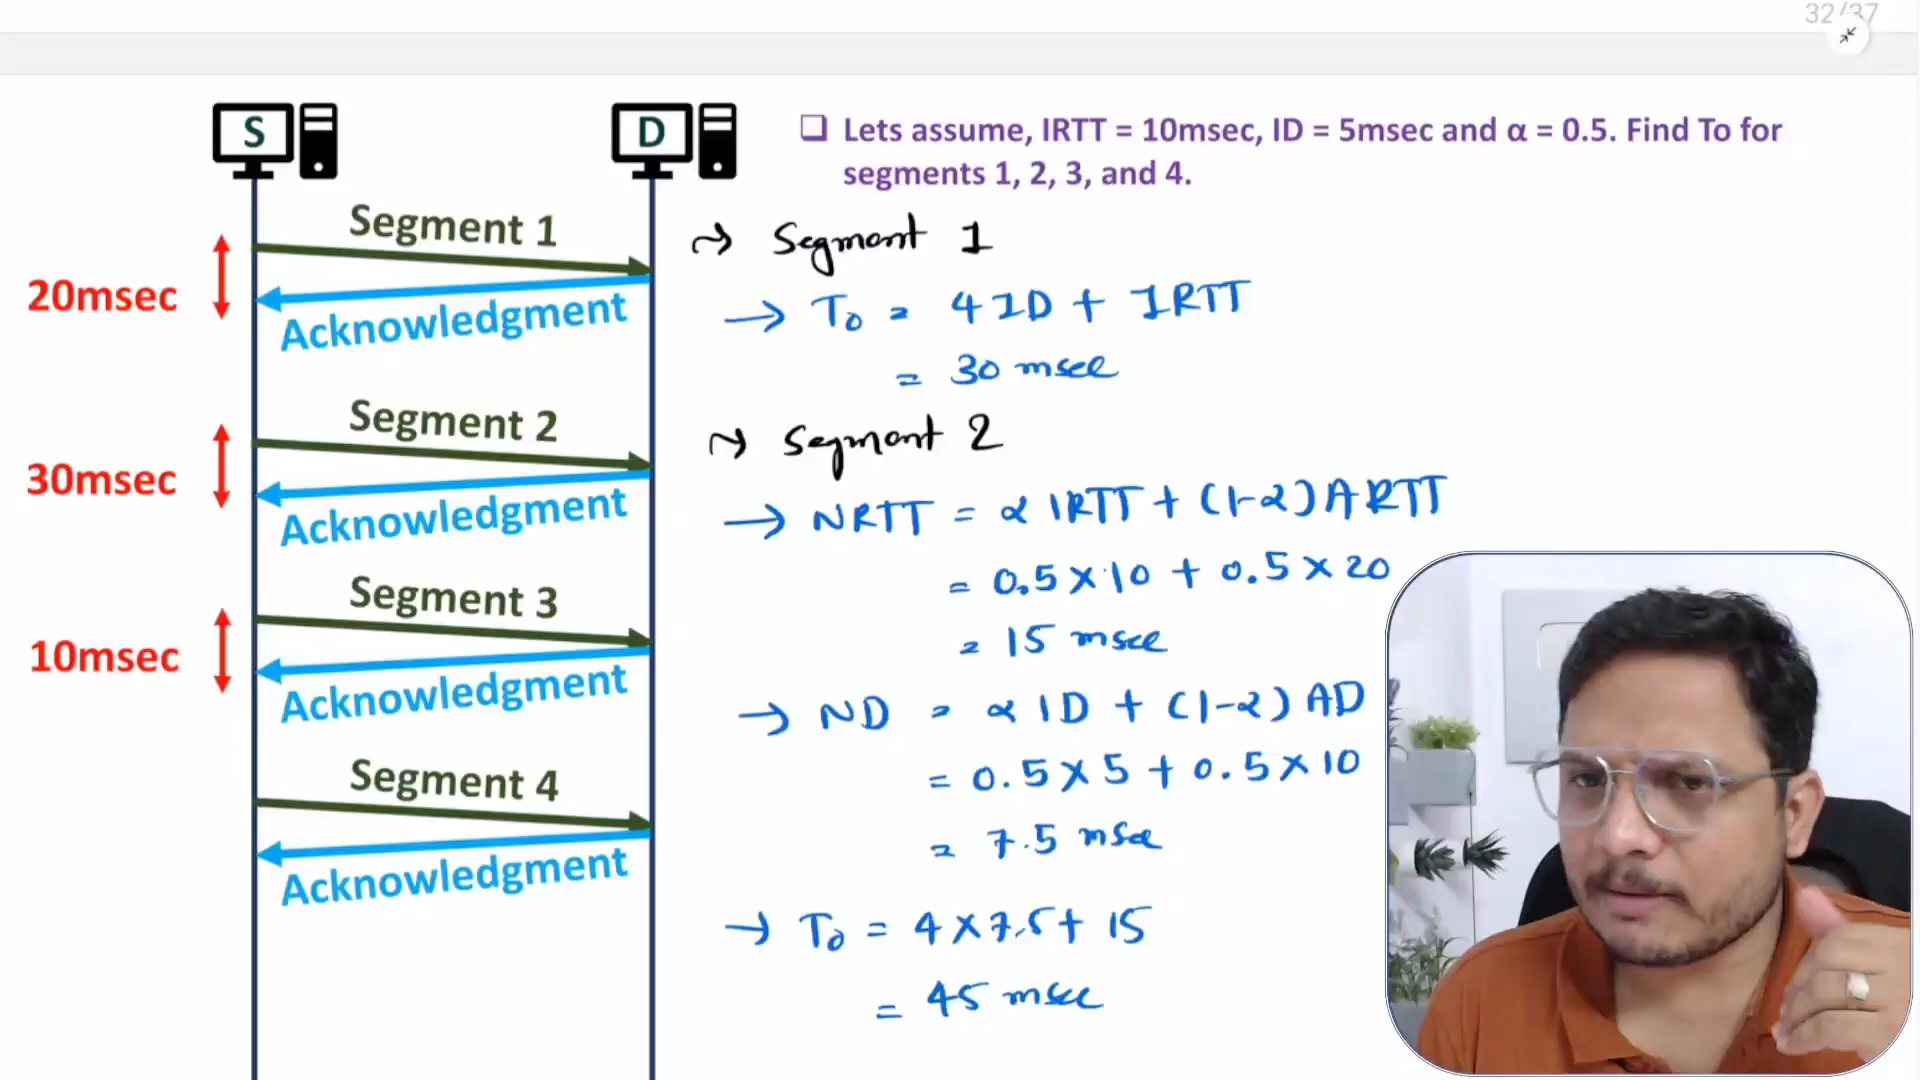 32/37
S
D
❑ Lets assume, IRTT = 10msec, ID = 5msec and α = 0.5. Find To for
segments 1, 2, 3, and 4.
Segment 1
20msec
Acknowledgment
Segment 2
30msec
Acknowledgment
Segment 3
10msec
Acknowledgment
Segment 4
Acknowledgment
~> Segment 1
→ To = 4 ID + IRTT
= 30 msec
~> Segment 2
→ NRTT = α IRTT + (1-α) ARTT
= 0.5 × 10 + 0.5 × 20
= 15 msec
→ ND = α ID + (1-α) AD
= 0.5 × 5 + 0.5 × 10
= 7.5 msec
→ To = 4 × 7.5 + 15
= 45 msec